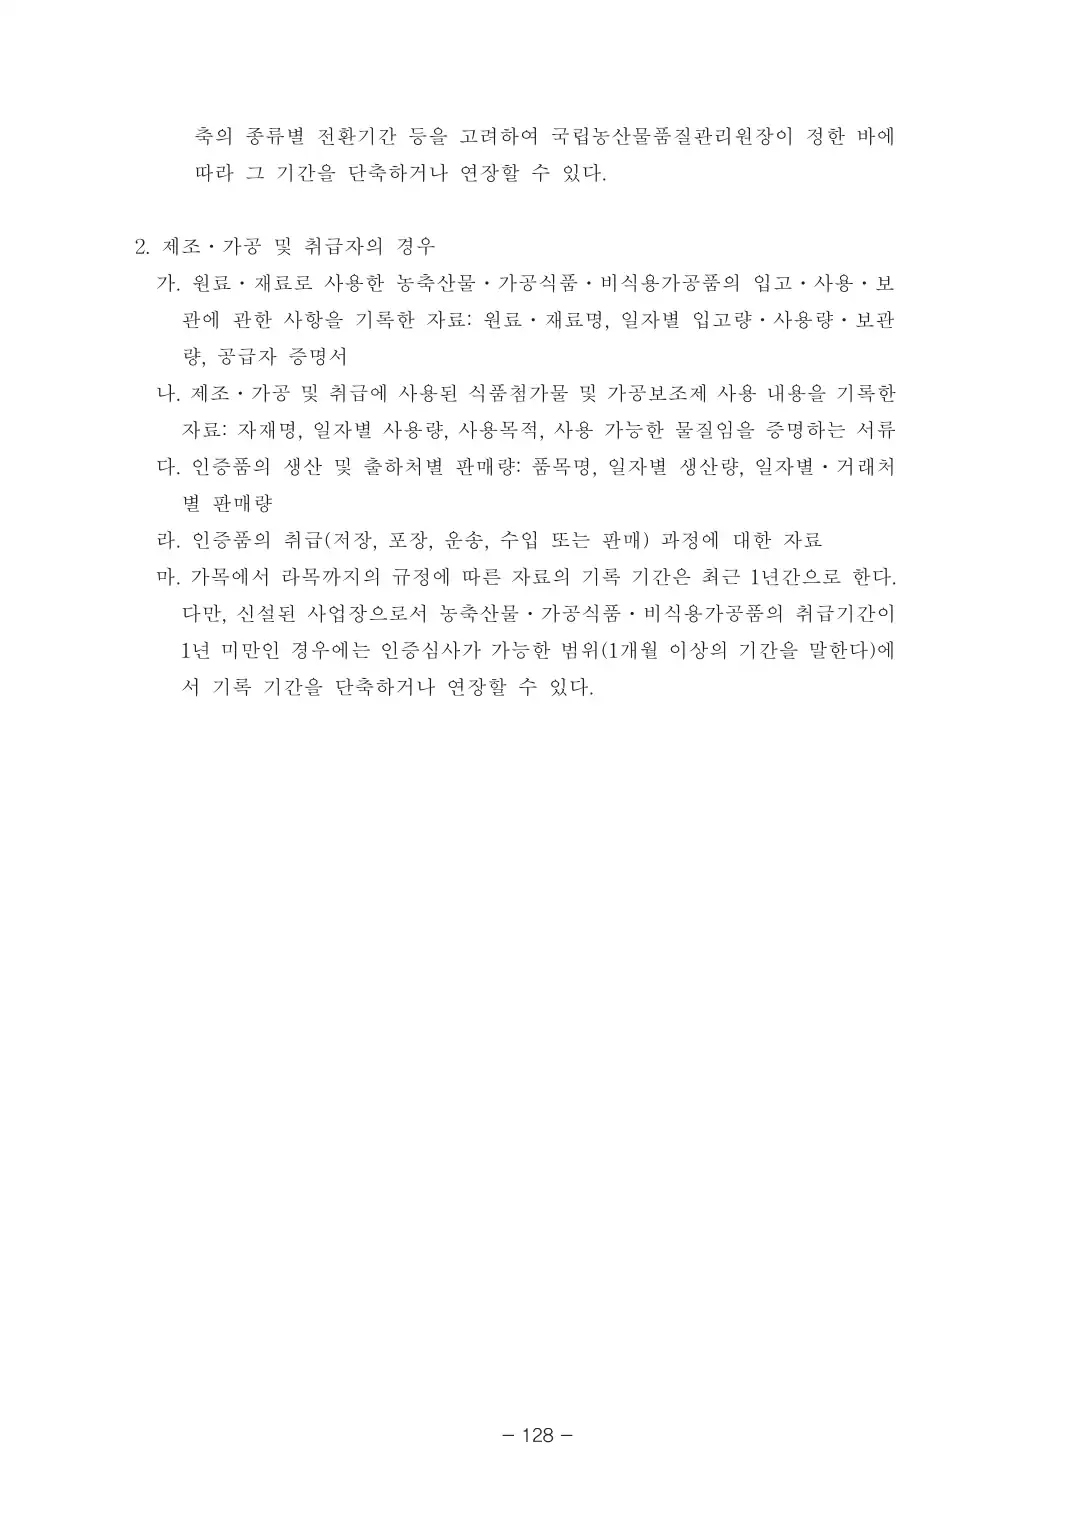 축의 종류별 전환기간 등을 고려하여 국립농산물품질관리원장이 정한 바에
따라 그 기간을 단축하거나 연장할 수 있다.
2. 제조·가공 및 취급자의 경우
가. 원료·재료로 사용한 농축산물·가공식품·비식용가공품의 입고·사용·보
관에 관한 사항을 기록한 자료: 원료·재료명, 일자별 입고량·사용량·보관
량, 공급자 증명서
나. 제조·가공 및 취급에 사용된 식품첨가물 및 가공보조제 사용 내용을 기록한
자료: 자재명, 일자별 사용량, 사용목적, 사용 가능한 물질임을 증명하는 서류
다. 인증품의 생산 및 출하처별 판매량: 품목명, 일자별 생산량, 일자별·거래처
별 판매량
라. 인증품의 취급(저장, 포장, 운송, 수입 또는 판매) 과정에 대한 자료
마. 가목에서 라목까지의 규정에 따른 자료의 기록 기간은 최근 1년간으로 한다.
다만, 신설된 사업장으로서 농축산물·가공식품·비식용가공품의 취급기간이
1년 미만인 경우에는 인증심사가 가능한 범위(1개월 이상의 기간을 말한다)에
서 기록 기간을 단축하거나 연장할 수 있다.
- 128 -